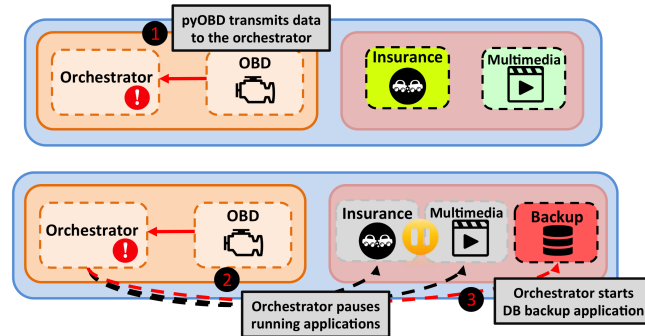 1
pyOBD transmits data
to the orchestrator
Orchestrator
!
OBD
Insurance
Multimedia
Orchestrator
!
OBD
Insurance
Multimedia
Backup
2
Orchestrator pauses
running applications
3
Orchestrator starts
DB backup application